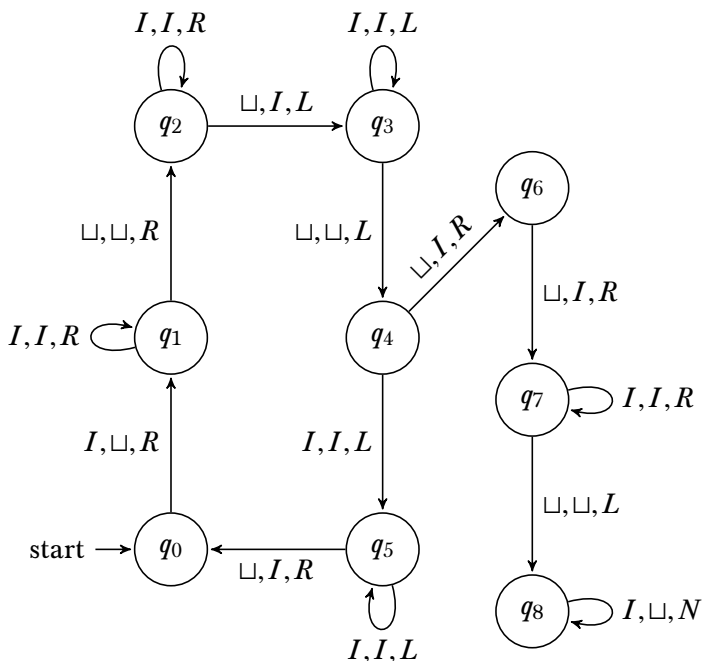 I, I, R
I, I, L
q2
⊔, I, L
q3
q6
⊔, ⊔, R
⊔, ⊔, L
⊔, I, R
⊔, I, R
I, I, R
q1
q4
q7
I, I, R
I, ⊔, R
I, I, L
⊔, ⊔, L
start
q0
⊔, I, R
q5
q8
I, ⊔, N
I, I, L